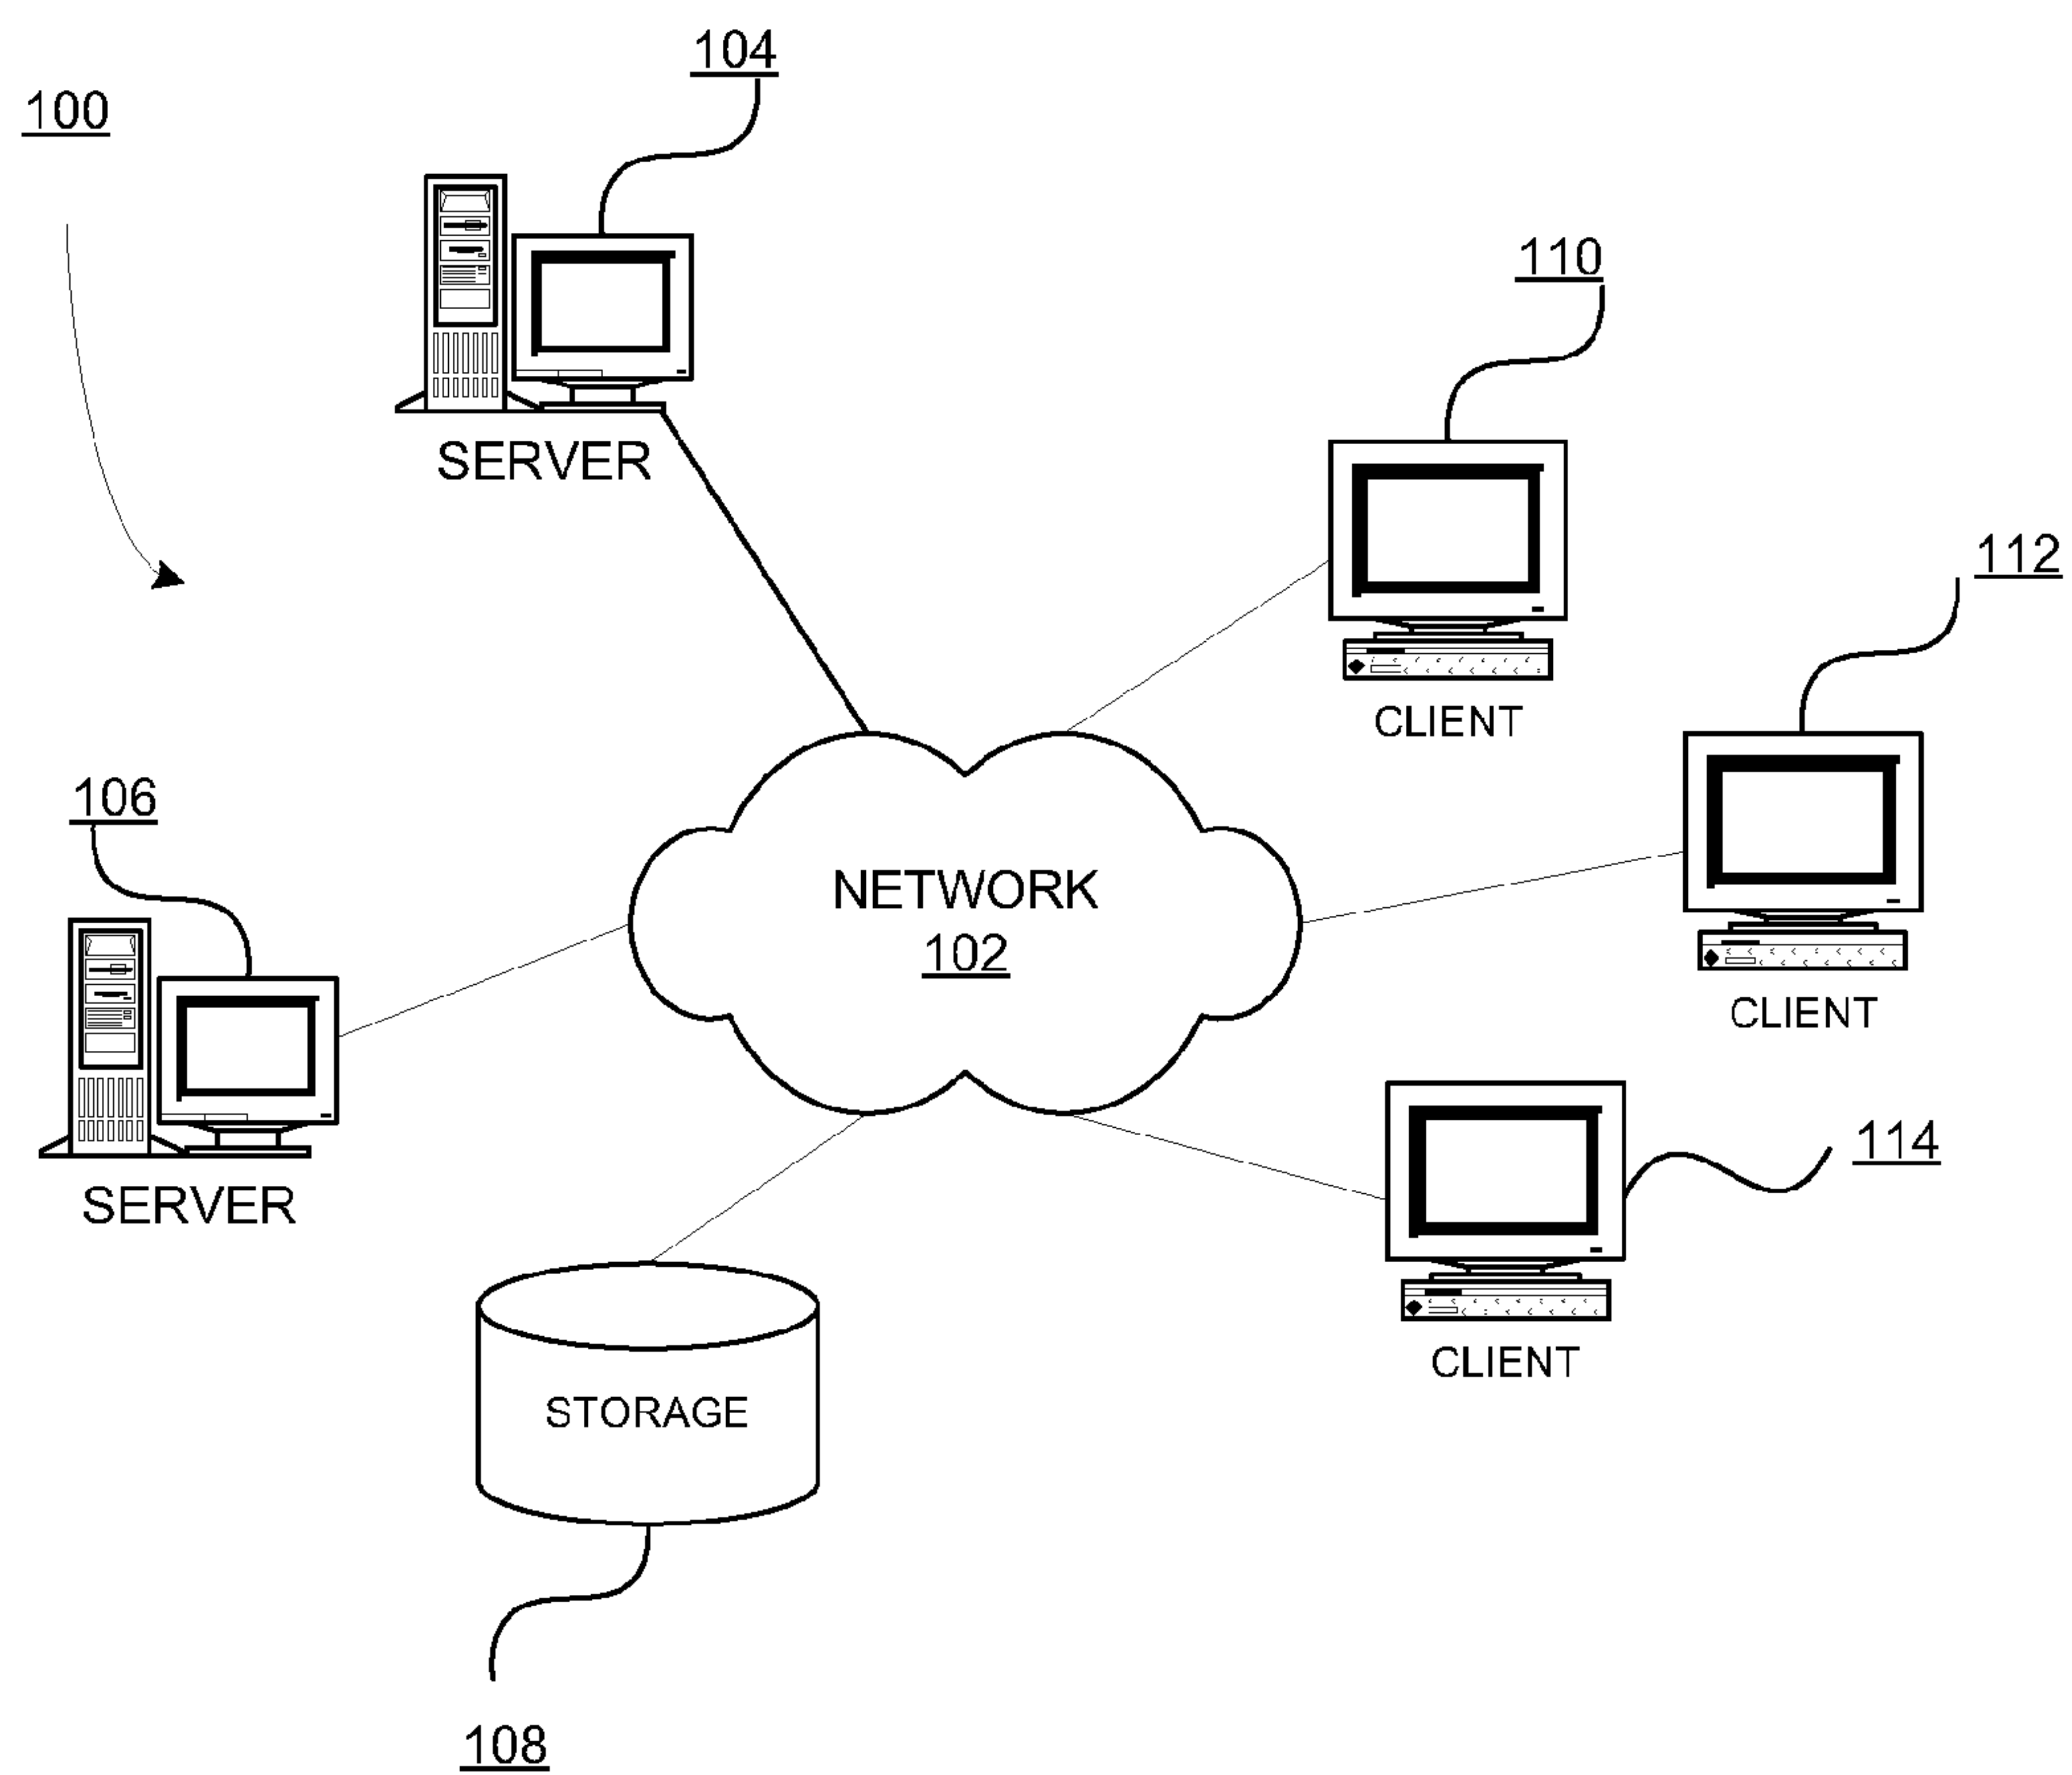 104
100
SERVER
110
CLIENT
112
CLIENT
106
SERVER
NETWORK
102
114
CLIENT
STORAGE
108